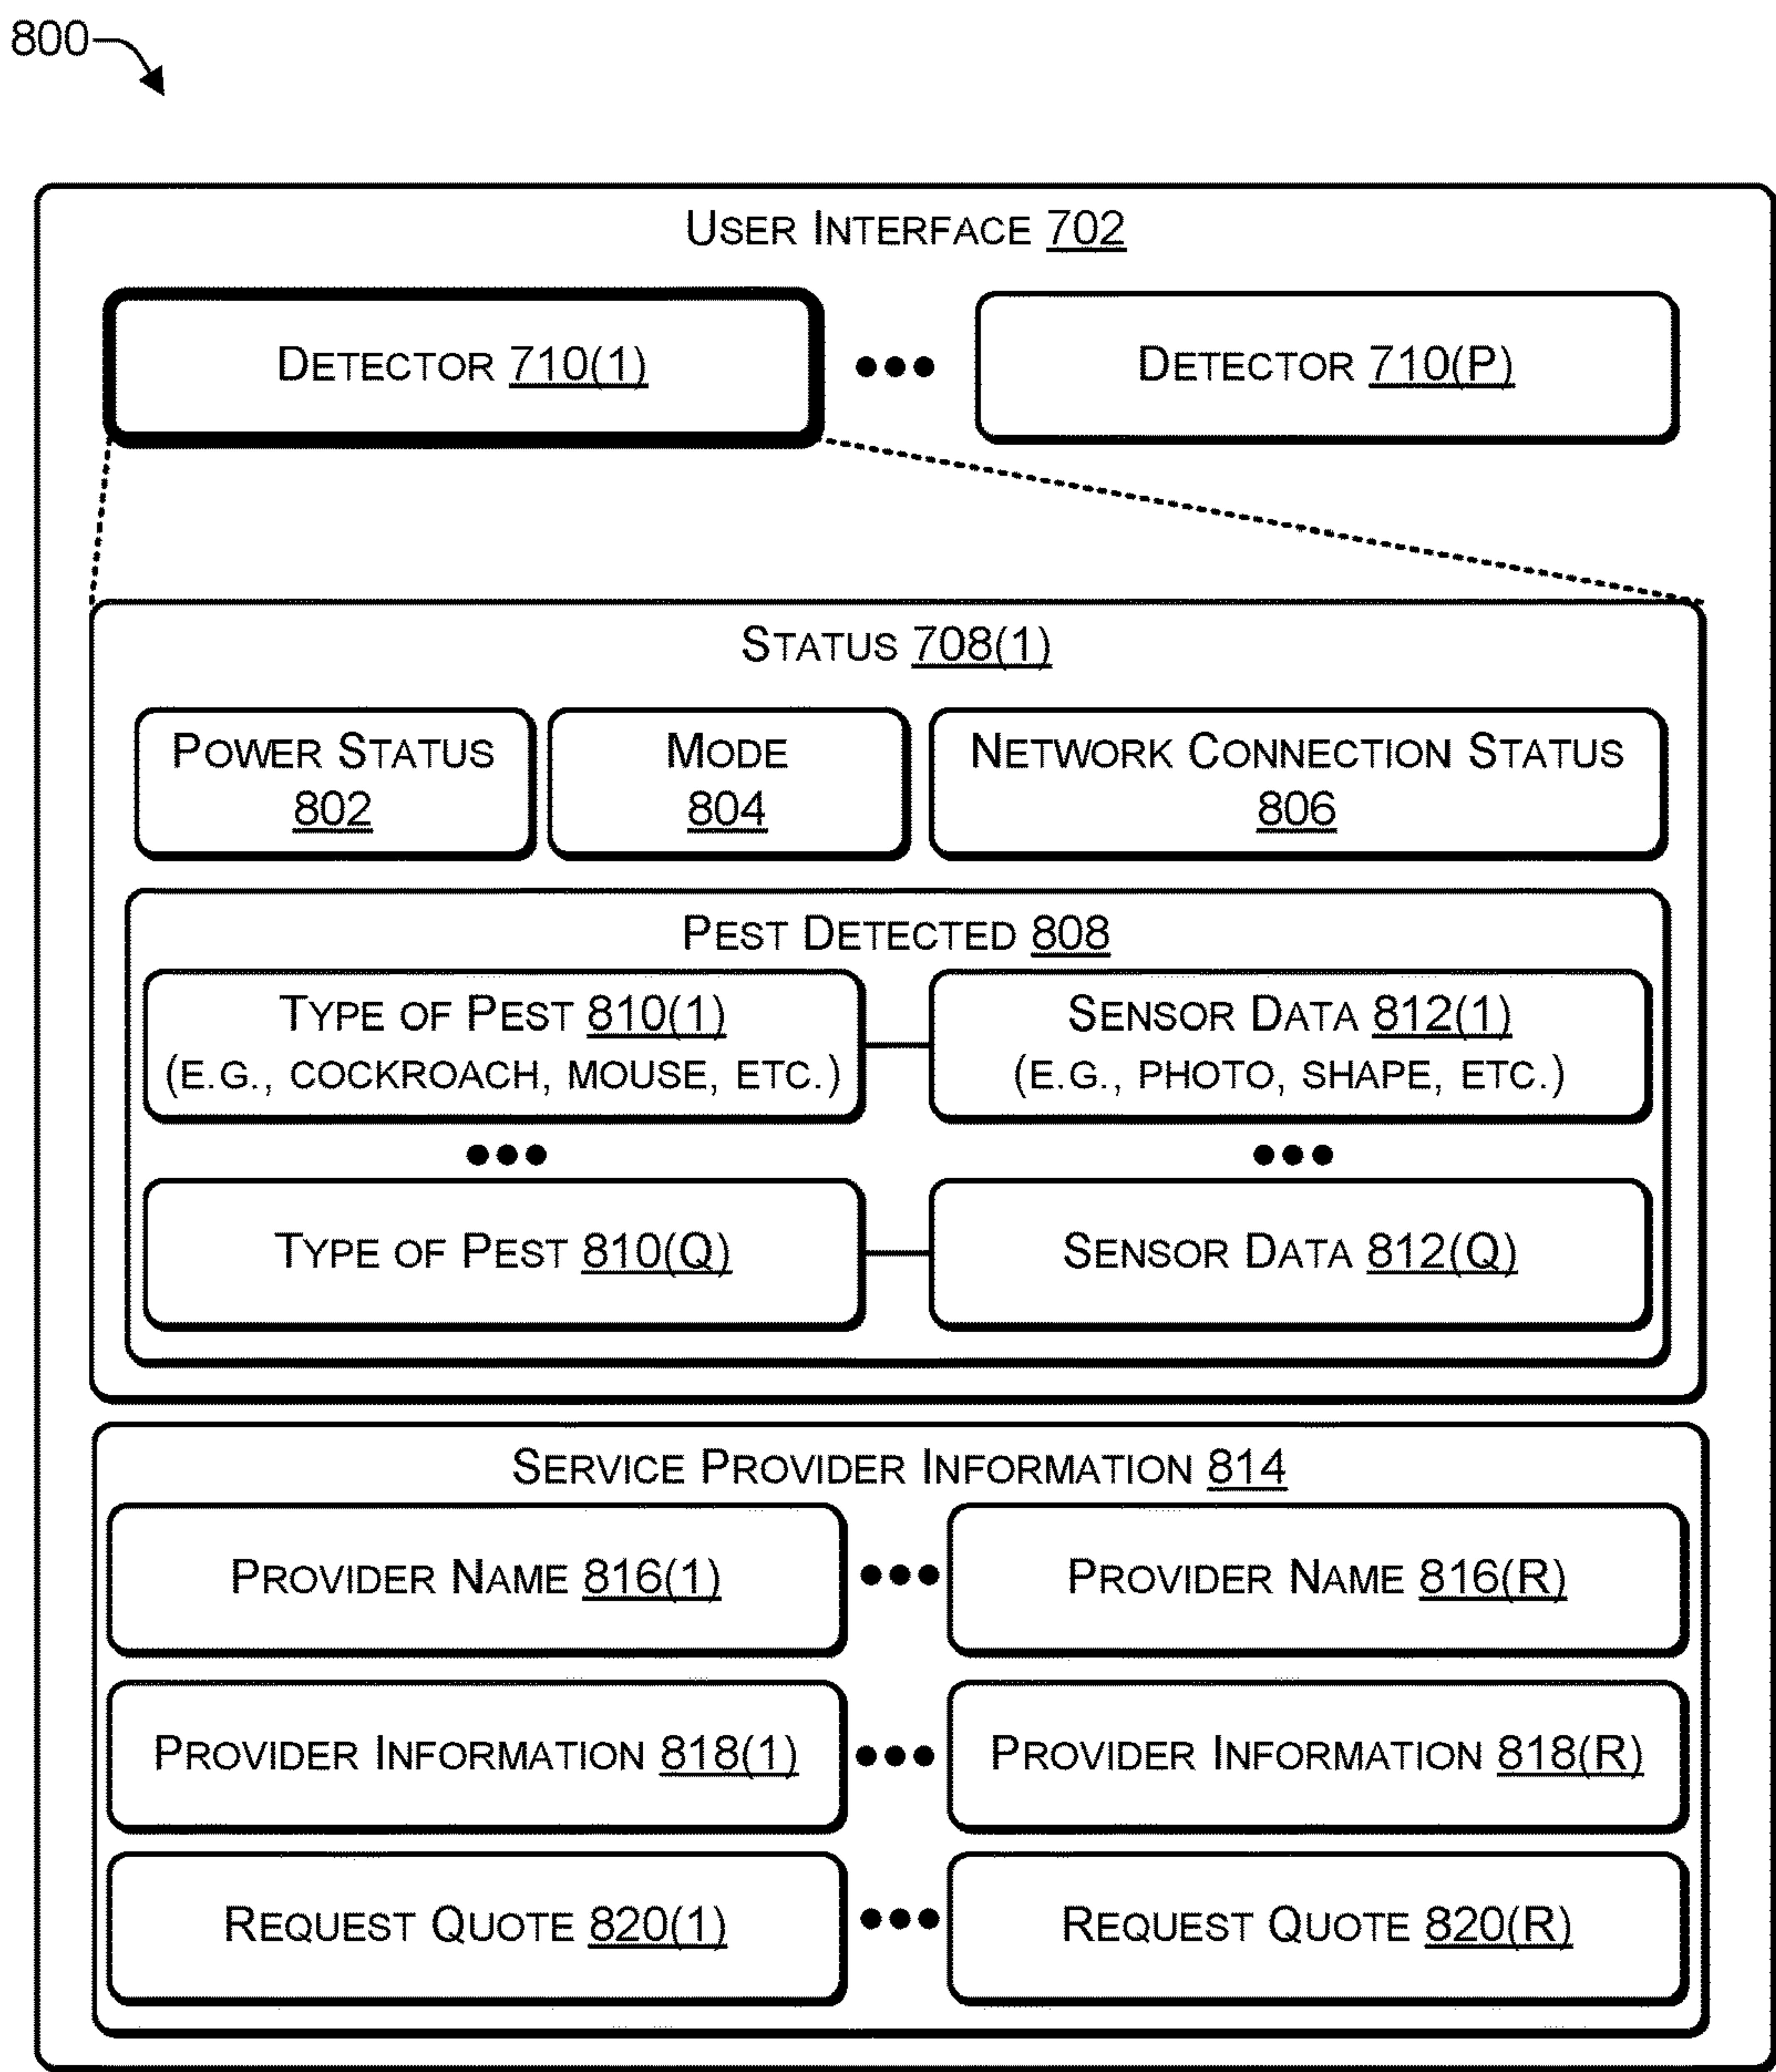 800
USER INTERFACE 702
DETECTOR 710(1) ••• DETECTOR 710(P)
STATUS 708(1)
POWER STATUS 802
MODE 804
NETWORK CONNECTION STATUS 806
PEST DETECTED 808
TYPE OF PEST 810(1)
(E.G., COCKROACH, MOUSE, ETC.)
SENSOR DATA 812(1)
(E.G., PHOTO, SHAPE, ETC.)
••• •••
TYPE OF PEST 810(Q)
SENSOR DATA 812(Q)
SERVICE PROVIDER INFORMATION 814
PROVIDER NAME 816(1) ••• PROVIDER NAME 816(R)
PROVIDER INFORMATION 818(1) ••• PROVIDER INFORMATION 818(R)
REQUEST QUOTE 820(1) ••• REQUEST QUOTE 820(R)